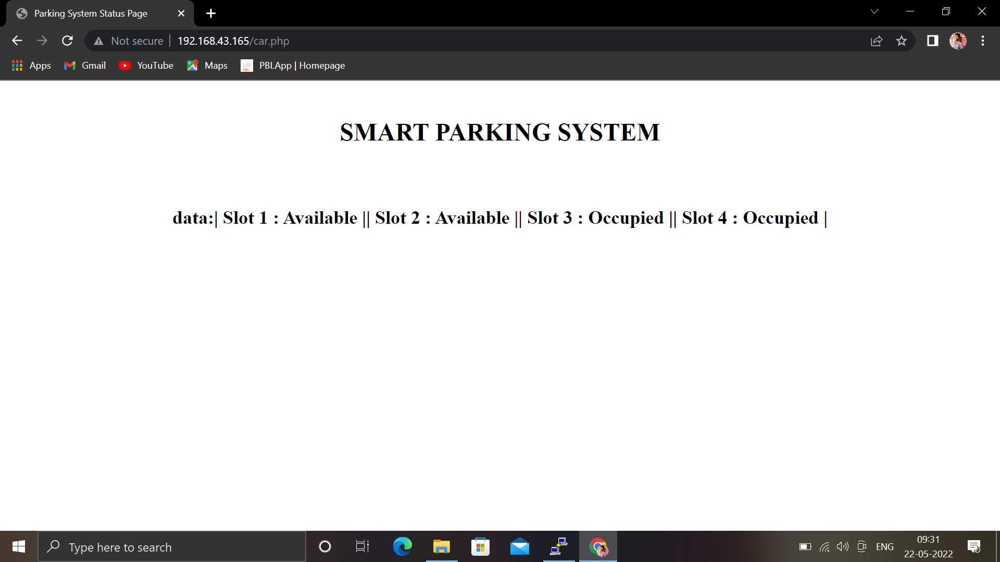 Parking System Status Page
Not secure | 192.168.43.165/car.php
Apps Gmail YouTube Maps PBLApp | Homepage
SMART PARKING SYSTEM
data:| Slot 1 : Available || Slot 2 : Available || Slot 3 : Occupied || Slot 4 : Occupied |
Type here to search
ENG
09:31
22-05-2022